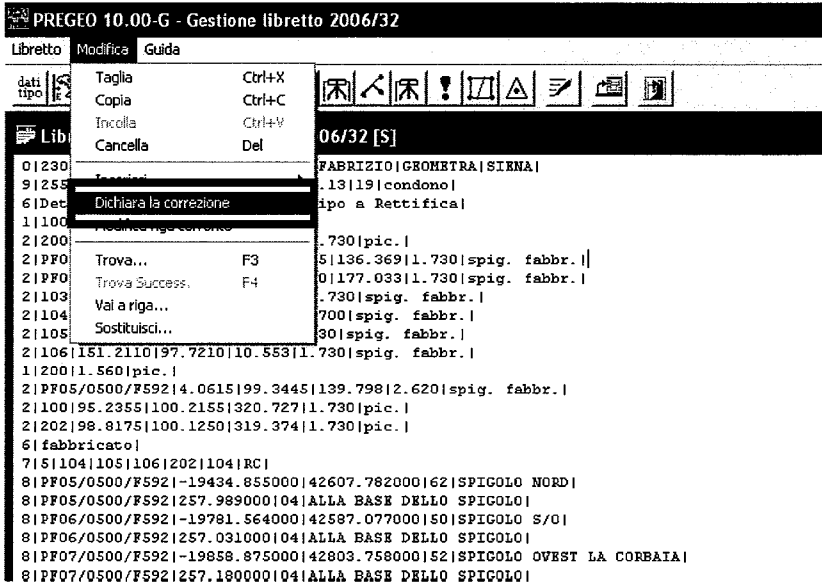 PREGEO 10.00-G - Gestione libretto 2006/32
Libretto Modifica Guida
dati tipo
Taglia Ctrl+X
Copia Ctrl+C
Incolla Ctrl+V
Cancella Del
Dichiara la correzione
Trova... F3
Trova Success. F4
Vai a riga...
Sostituisci...
Lib 06/32 [S]
0|230 FABRIZIO|GEOMETRA|SIENA|
9|255 .13|19|condono|
6|Det ipo a Rettifica|
1|100
2|200 .730|pic.|
2|PF0 5|136.369|1.730|spig. fabbr.|
2|PF0 0|177.033|1.730|spig. fabbr.|
2|103 .730|spig. fabbr.|
2|104 700|spig. fabbr.|
2|105 30|spig. fabbr.|
2|106|151.2110|97.7210|10.553|1.730|spig. fabbr.|
1|200|1.560|pic.|
2|PF05/0500/F592|4.0615|99.3445|139.798|2.620|spig. fabbr.|
2|100|95.2355|100.2155|320.727|1.730|pic.|
2|202|98.8175|100.1250|319.374|1.730|pic.|
6|fabbricato|
7|5|104|105|106|202|104|RC|
8|PF05/0500/F592|-19434.855000|42607.782000|62|SPIGOLO NORD|
8|PF05/0500/F592|257.989000|04|ALLA BASE DELLO SPIGOLO|
8|PF06/0500/F592|-19781.564000|42587.077000|50|SPIGOLO S/O|
8|PF06/0500/F592|257.031000|04|ALLA BASE DELLO SPIGOLO|
8|PF07/0500/F592|-19858.875000|42803.758000|52|SPIGOLO OVEST LA CORBAIA|
8|PF07/0500/F592|257.180000|04|ALLA BASE DELLO SPIGOLO|